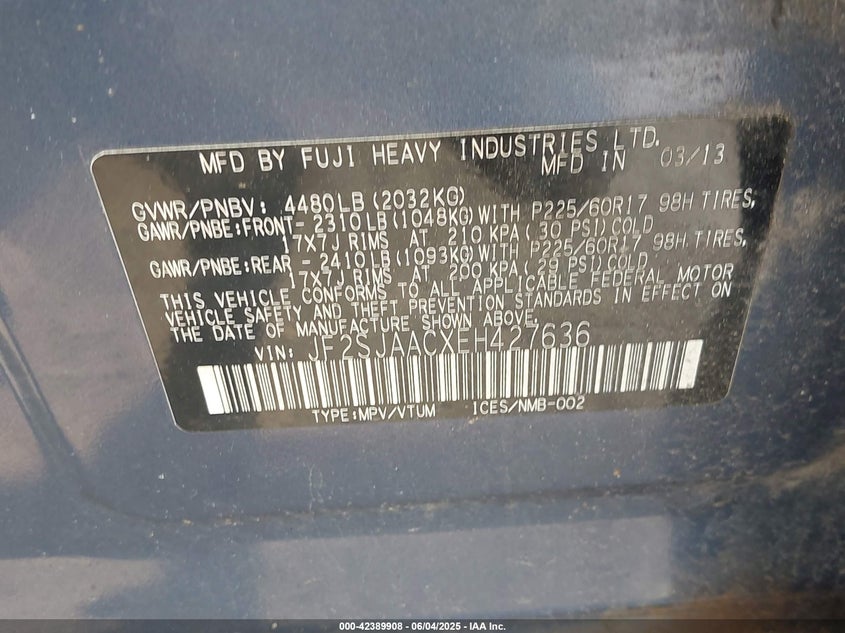 MFD BY FUJI HEAVY INDUSTRIES LTD.
MFD IN 03/13
GVWR/PNBV: 4480LB (2032KG)
GAWR/PNBE:FRONT- 2310LB(1048KG)WITH P225/60R17 98H TIRES,
17X7J RIMS AT 210 KPA( 30 PSI)COLD
GAWR/PNBE:REAR - 2410LB(1093KG)WITH P225/60R17 98H.TIRES,
17X7J RIMS AT 200 KPA( 29 PSI)COLD.
THIS VEHICLE CONFORMS TO ALL APPLICABLE FEDERAL MOTOR
VEHICLE SAFETY AND THEFT PREVENTION STANDARDS IN EFFECT ON
THE DATE OF MANUFACTURE SHOWN ABOVE.
VIN: JF2SJAACXEH427636
TYPE:MPV/VTUM ICES/NMB-002
000-42389908 - 06/04/2025 - IAA Inc.